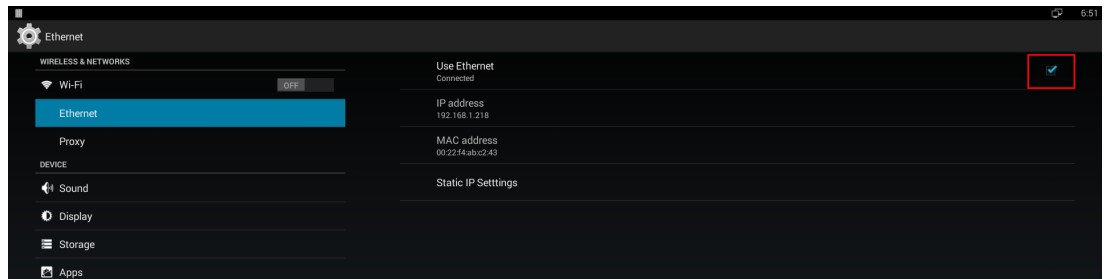 6:51
Ethernet
WIRELESS & NETWORKS
Wi-Fi
OFF
Ethernet
Proxy
DEVICE
Sound
Display
Storage
Apps
Use Ethernet
Connected
IP address
192.168.1.218
MAC address
00:22:f4:ab:c2:43
Static IP Setttings